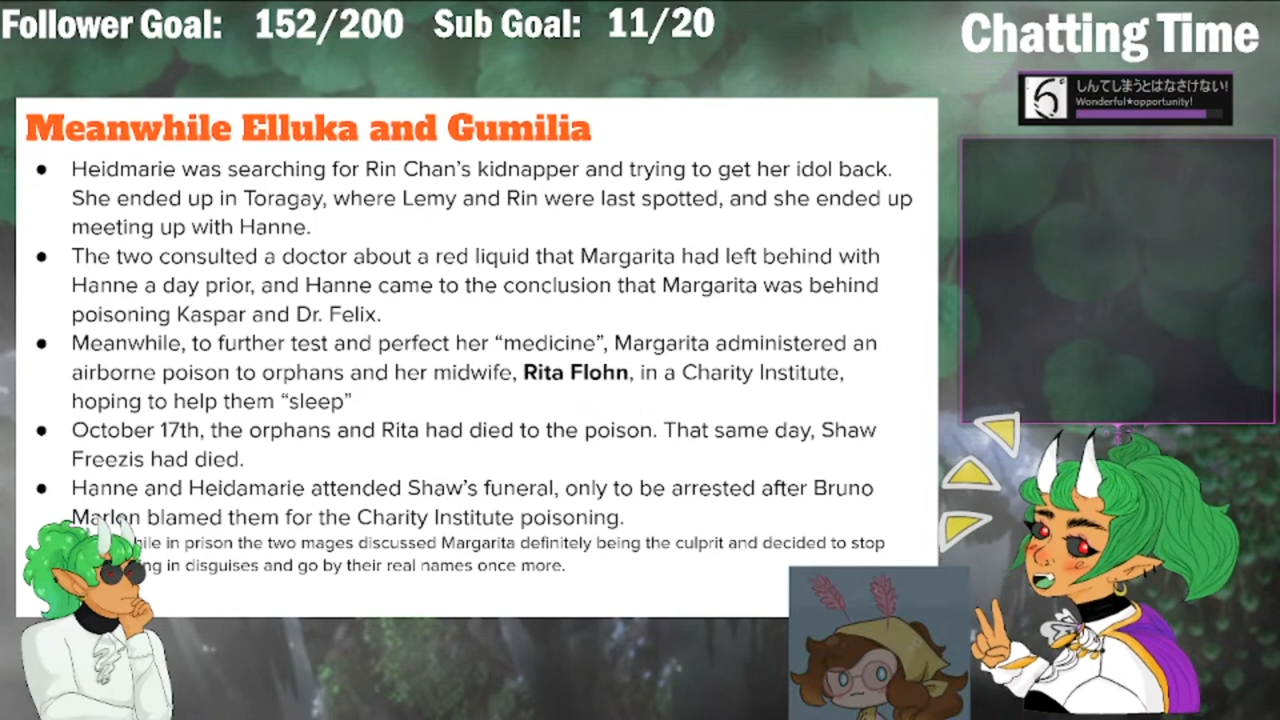 Follower Goal: 152/200 Sub Goal: 11/20
Chatting Time
6
しんてしまうとはなさけない!
Wonderful★opportunity!
Meanwhile Elluka and Gumilia
● Heidmarie was searching for Rin Chan's kidnapper and trying to get her idol back.
She ended up in Toragay, where Lemy and Rin were last spotted, and she ended up
meeting up with Hanne.
● The two consulted a doctor about a red liquid that Margarita had left behind with
Hanne a day prior, and Hanne came to the conclusion that Margarita was behind
poisoning Kaspar and Dr. Felix.
● Meanwhile, to further test and perfect her “medicine”, Margarita administered an
airborne poison to orphans and her midwife, Rita Flohn, in a Charity Institute,
hoping to help them “sleep”
● October 17th, the orphans and Rita had died to the poison. That same day, Shaw
Freezis had died.
● Hanne and Heidamarie attended Shaw's funeral, only to be arrested after Bruno
Marlon blamed them for the Charity Institute poisoning.
in prison the two mages discussed Margarita definitely being the culprit and decided to stop
in disguises and go by their real names once more.